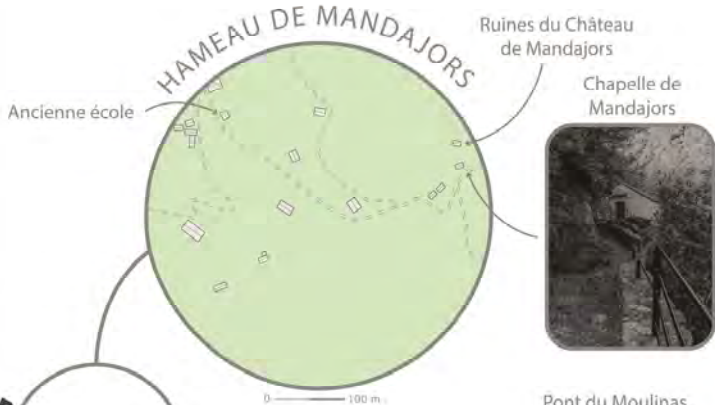 HAMEAU DE MANDAJORS
Ruines du Château
de Mandajors
Ancienne école
Chapelle de
Mandajors
0 100 m
Pont du Moulinas